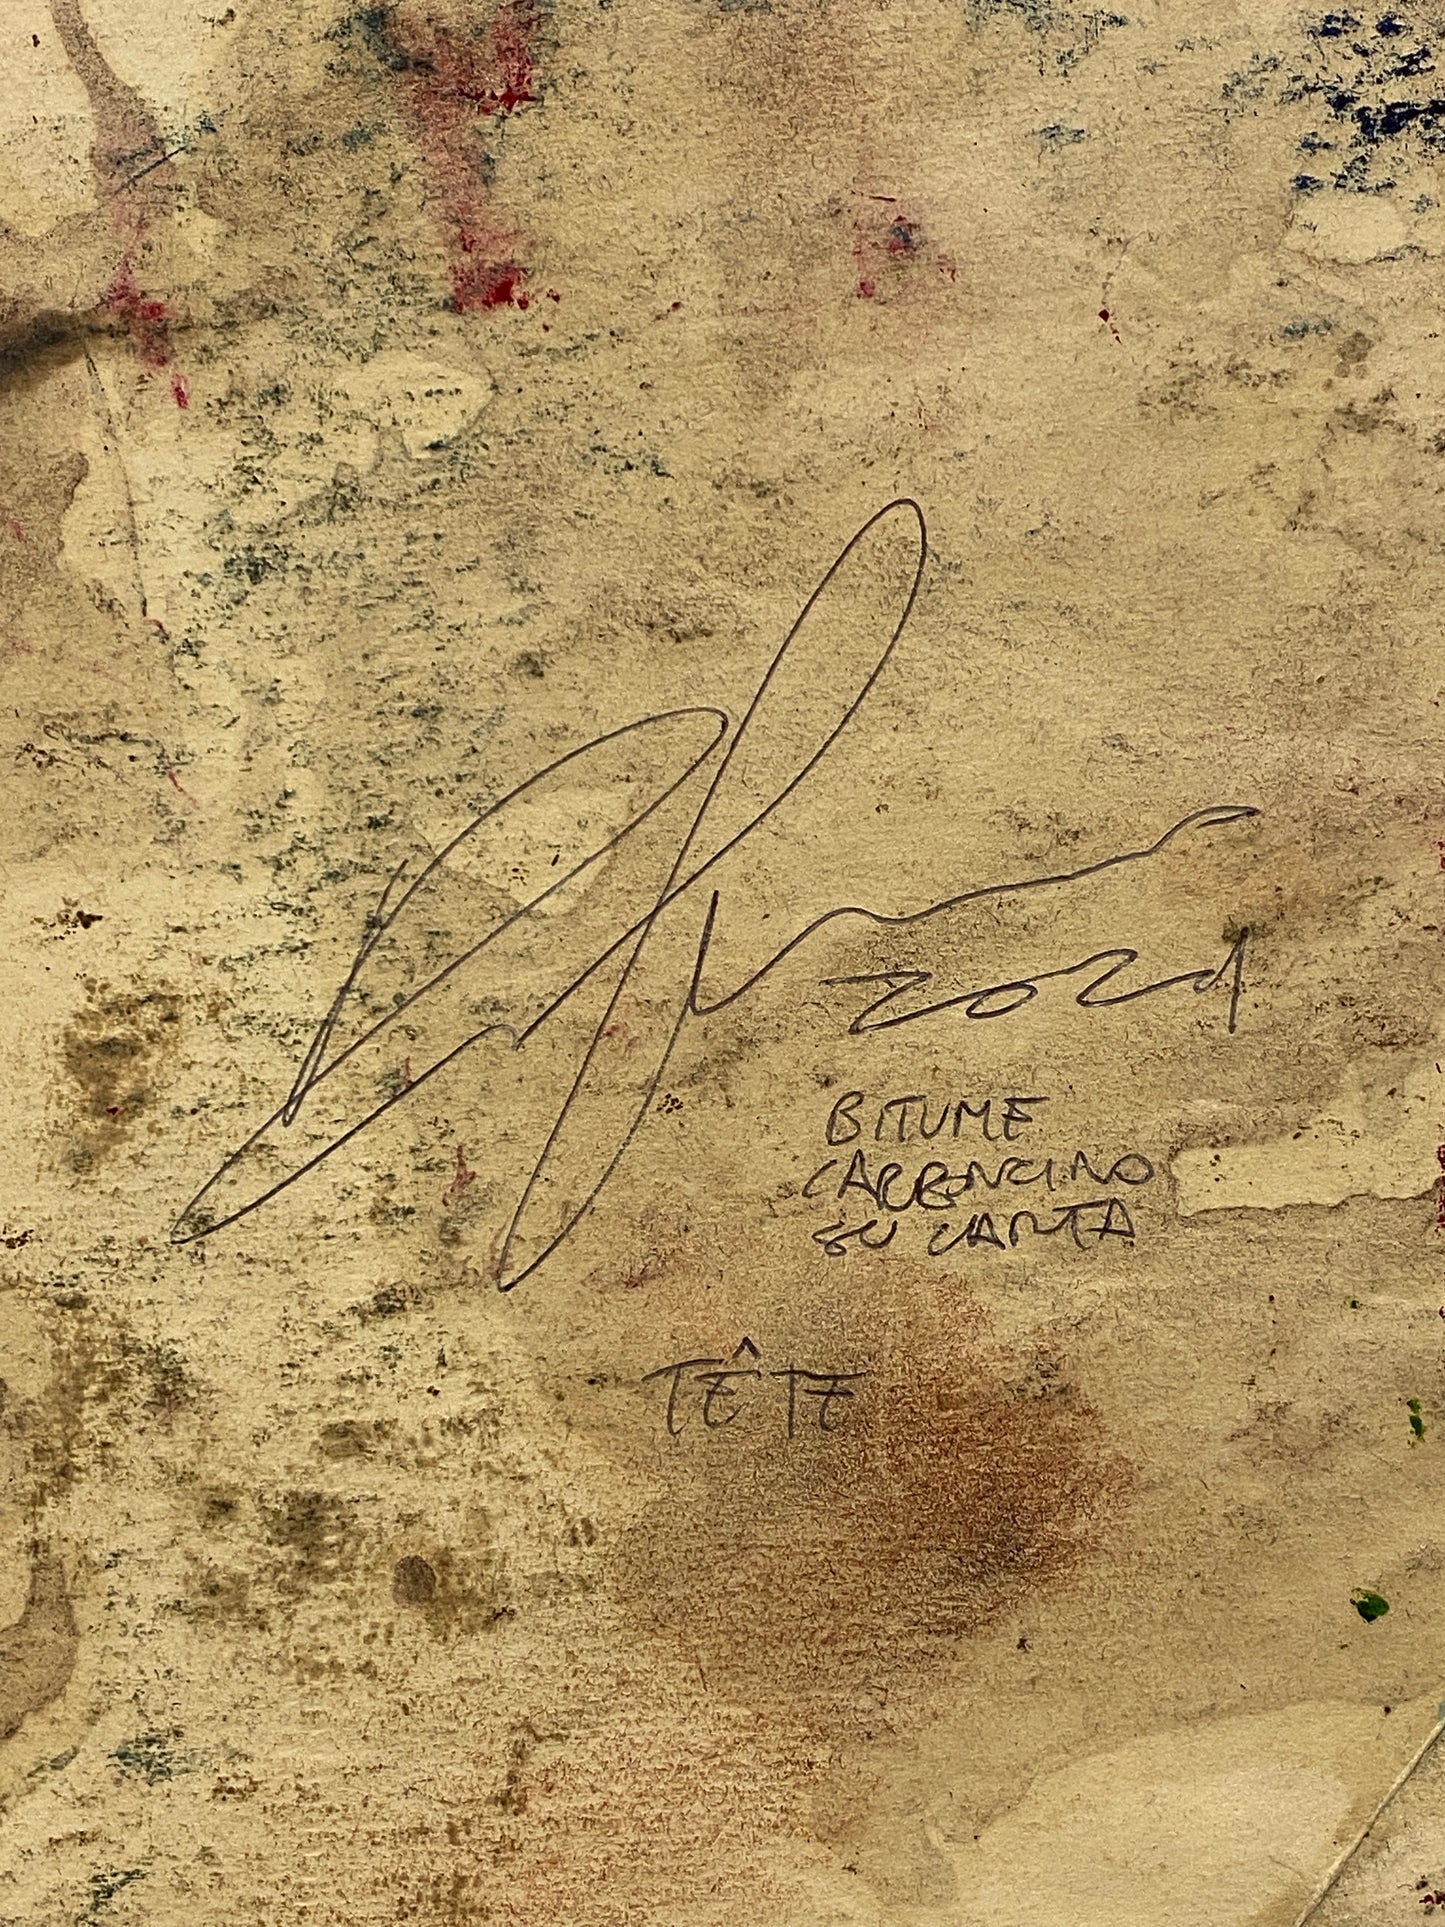 2021
BITUME
CARBONCINO
SU CARTA
TÊTE